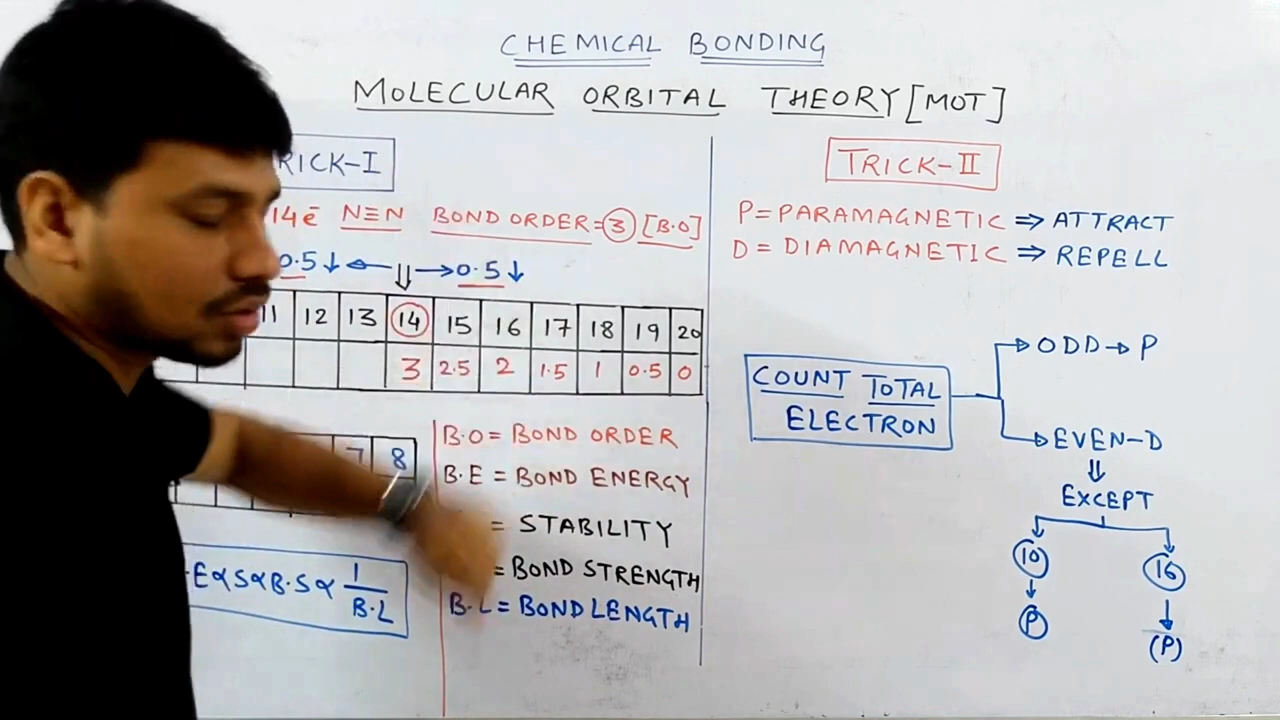 CHEMICAL BONDING
MOLECULAR ORBITAL THEORY [MOT]
RICK-I
14ē N≡N BOND ORDER=3 [B.O]
0.5↓ ← ⇓ →0.5↓
11 12 13 14 15 16 17 18 19 20
3 2.5 2 1.5 1 0.5 0
7 8
B.O = BOND ORDER
B.E = BOND ENERGY
= STABILITY
= BOND STRENGTH
B.L = BOND LENGTH
.E∝S∝B.S∝ 1/B.L
TRICK-II
P = PARAMAGNETIC ⇒ ATTRACT
D = DIAMAGNETIC ⇒ REPELL
COUNT TOTAL
ELECTRON
ODD→P
EVEN-D
⇓
EXCEPT
10 16
↓ ↓
P (P)